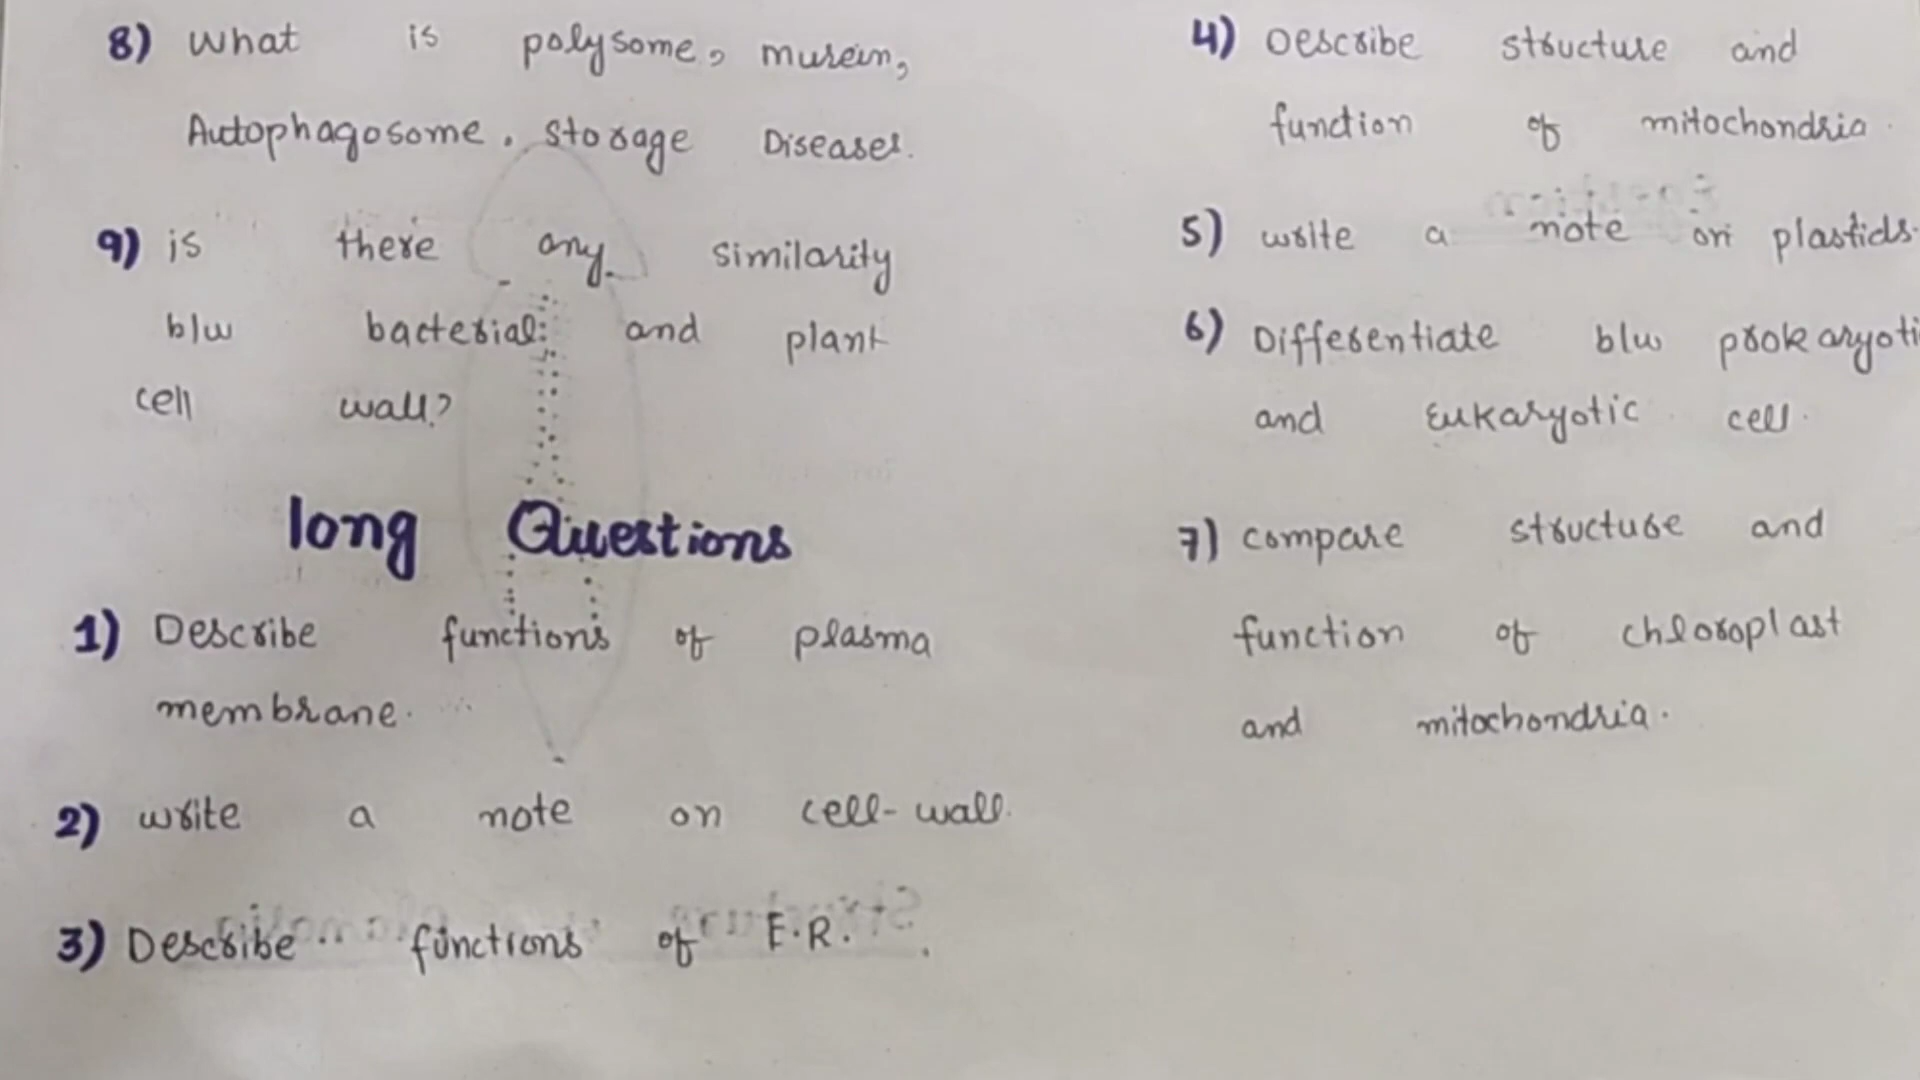 8) What is polysome, murein,
Autophagosome. Storage Diseases.
9) is there any similarity
b/w bacterial and plant
cell wall?
long Questions
1) Describe functions of plasma
membrane.
2) write a note on cell-wall.
3) Describe functions of E.R.
4) Describe structure and
function of mitochondria.
5) write a note on plastids.
6) Differentiate b/w prokaryoti
and Eukaryotic cell.
7) compare structure and
function of chloroplast
and mitochondria.